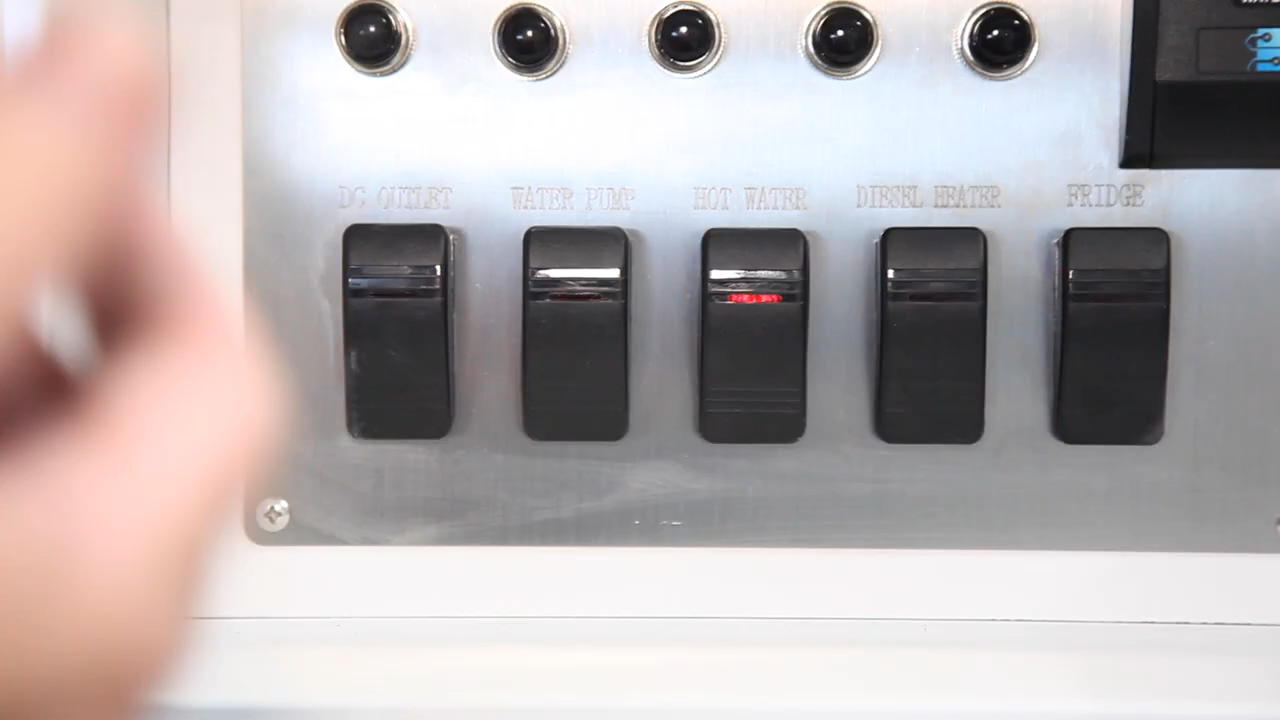 DC OUTLET
WATER PUMP
HOT WATER
DIESEL HEATER
FRIDGE